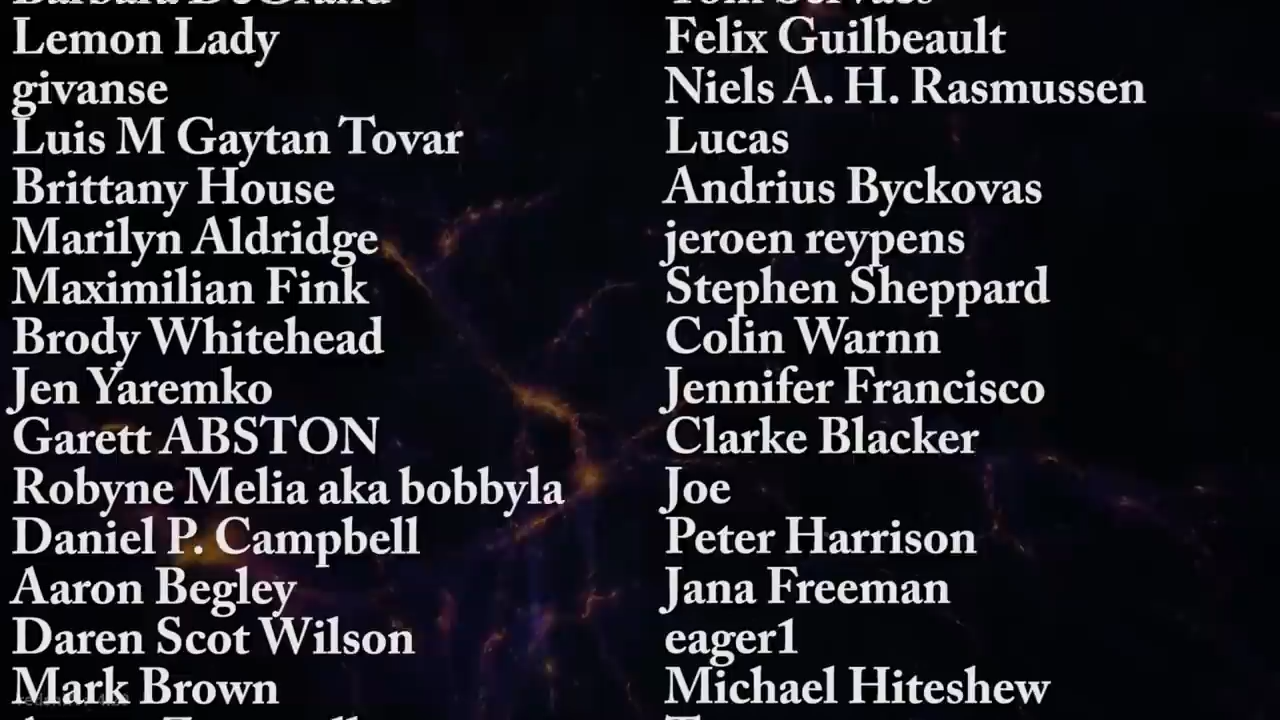 Lemon Lady
givanse
Luis M Gaytan Tovar
Brittany House
Marilyn Aldridge
Maximilian Fink
Brody Whitehead
Jen Yaremko
Garett ABSTON
Robyne Melia aka bobbyla
Daniel P. Campbell
Aaron Begley
Daren Scot Wilson
Mark Brown
Felix Guilbeault
Niels A. H. Rasmussen
Lucas
Andrius Byckovas
jeroen reypens
Stephen Sheppard
Colin Warnn
Jennifer Francisco
Clarke Blacker
Joe
Peter Harrison
Jana Freeman
eager1
Michael Hiteshew